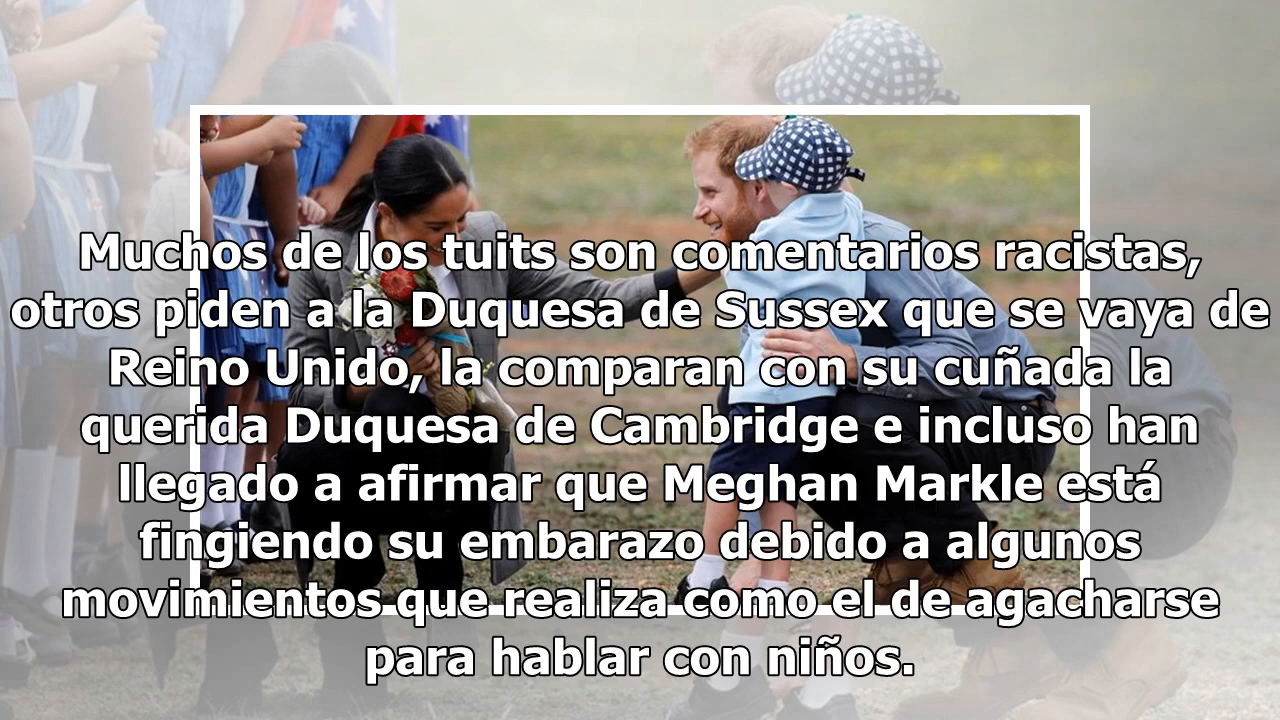 Muchos de los tuits son comentarios racistas,
otros piden a la Duquesa de Sussex que se vaya de
Reino Unido, la comparan con su cuñada la
querida Duquesa de Cambridge e incluso han
llegado a afirmar que Meghan Markle está
fingiendo su embarazo debido a algunos
movimientos que realiza como el de agacharse
para hablar con niños.